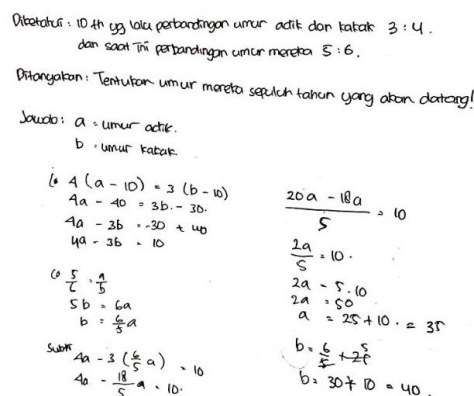 Diketahui : 10 th yg lalu perbandingan umur adik dan kakak 3 : 4.
dan saat ini perbandingan umur mereka 5 : 6.
Ditanyakan : Tentukan umur mereka sepuluh tahun yang akan datang!
Jawab : a = umur adik.
b = umur kakak.
4 (a - 10) = 3 (b - 10)
4a - 40 = 3b - 30.
4a - 3b = -30 + 40
4a - 3b = 10
5/6 = a/b
5b = 6a
b = 6/5 a
Subti
4a - 3 (6/5 a) = 10
4a - 18/5 a = 10.
20a - 18a / 5 = 10
2a/5 = 10.
2a = 5.10
2a = 50
a = 25 + 10 . = 35
b = 6/5 + 25
b = 30 + 10 = 40.